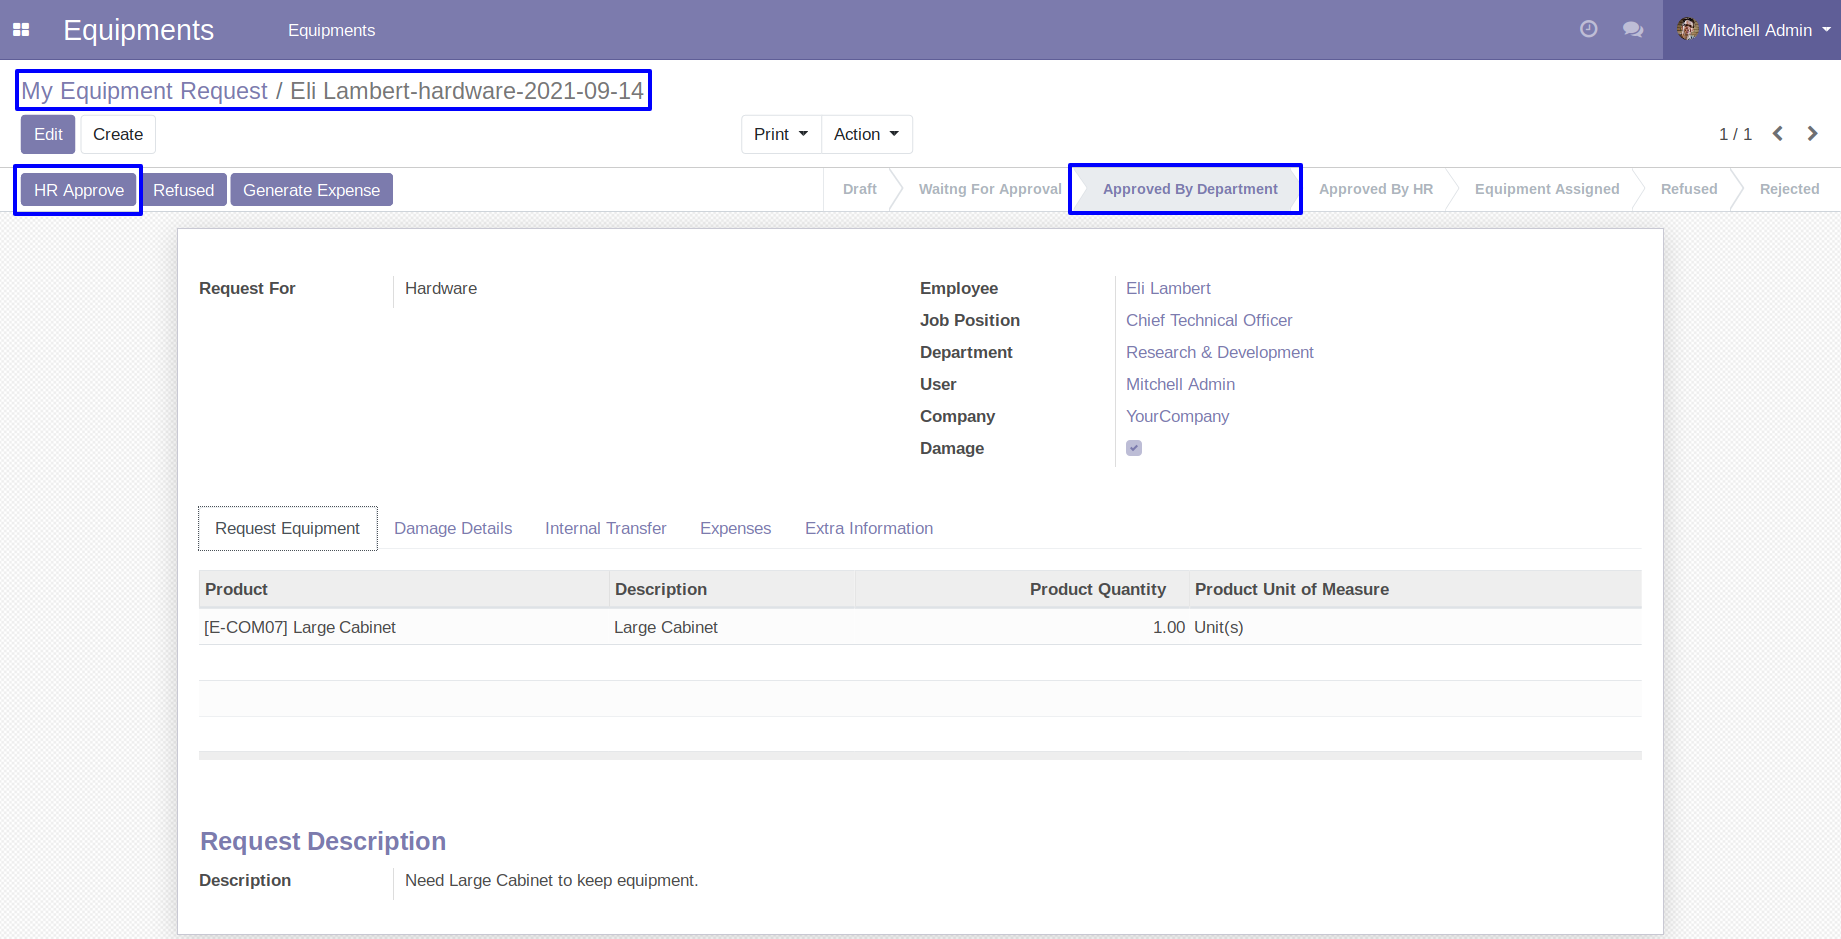 Equipments Equipments Mitchell Admin
My Equipment Request / Eli Lambert-hardware-2021-09-14
Edit Create Print Action 1 / 1
HR Approve Refused Generate Expense Draft Waitng For Approval Approved By Department Approved By HR Equipment Assigned Refused Rejected
Request For Hardware
Employee Eli Lambert
Job Position Chief Technical Officer
Department Research & Development
User Mitchell Admin
Company YourCompany
Damage
Request Equipment Damage Details Internal Transfer Expenses Extra Information
Product Description Product Quantity Product Unit of Measure
[E-COM07] Large Cabinet Large Cabinet 1.00 Unit(s)
Request Description
Description Need Large Cabinet to keep equipment.